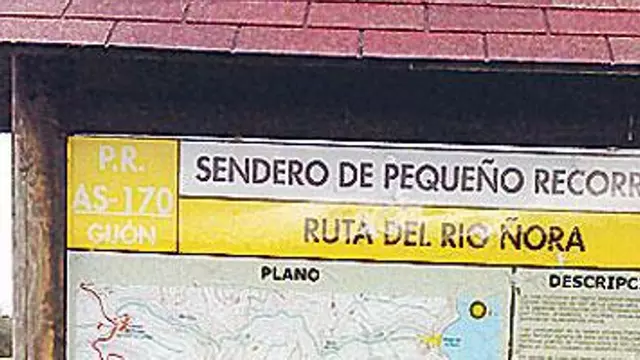 P.R.
AS-170
GIJÓN
SENDERO DE PEQUEÑO RECORR
RUTA DEL RIO ÑORA
PLANO
DESCRIPC